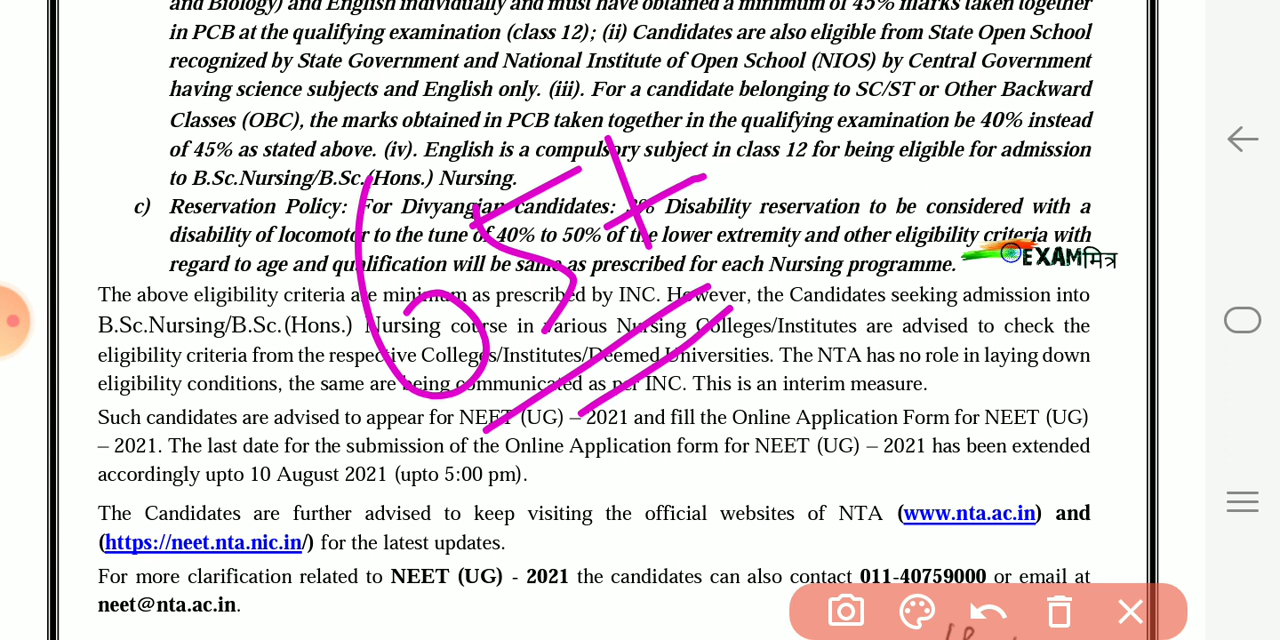 and Biology) and English individually and must have obtained a minimum of 45% marks taken together
in PCB at the qualifying examination (class 12); (ii) Candidates are also eligible from State Open School
recognized by State Government and National Institute of Open School (NIOS) by Central Government
having science subjects and English only. (iii). For a candidate belonging to SC/ST or Other Backward
Classes (OBC), the marks obtained in PCB taken together in the qualifying examination be 40% instead
of 45% as stated above. (iv). English is a compulsory subject in class 12 for being eligible for admission
to B.Sc.Nursing/B.Sc.(Hons.) Nursing.
c) Reservation Policy: For Divyangjan candidates: 3% Disability reservation to be considered with a
disability of locomotor to the tune of 40% to 50% of the lower extremity and other eligibility criteria with
regard to age and qualification will be same as prescribed for each Nursing programme.
EXAMमित्र
65+
The above eligibility criteria are minimum as prescribed by INC. However, the Candidates seeking admission into
B.Sc.Nursing/B.Sc.(Hons.) Nursing course in various Nursing Colleges/Institutes are advised to check the
eligibility criteria from the respective Colleges/Institutes/Deemed Universities. The NTA has no role in laying down
eligibility conditions, the same are being communicated as per INC. This is an interim measure.
Such candidates are advised to appear for NEET (UG) – 2021 and fill the Online Application Form for NEET (UG)
– 2021. The last date for the submission of the Online Application form for NEET (UG) – 2021 has been extended
accordingly upto 10 August 2021 (upto 5:00 pm).
The Candidates are further advised to keep visiting the official websites of NTA (www.nta.ac.in) and
(https://neet.nta.nic.in/) for the latest updates.
For more clarification related to NEET (UG) - 2021 the candidates can also contact 011-40759000 or email at
neet@nta.ac.in.